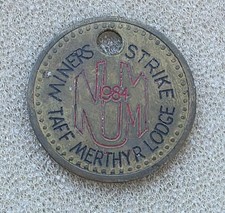 MINERS STRIKE
1984
NUM
TAFF MERTHYR LODGE